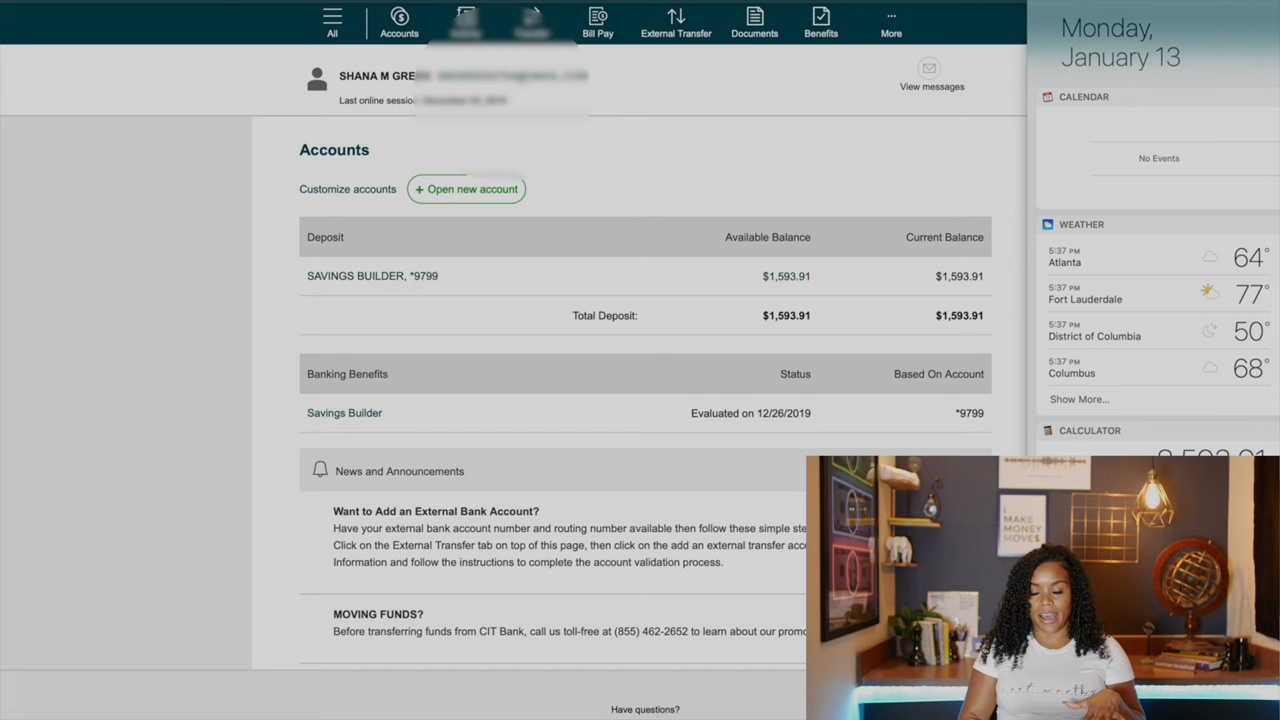 All
Accounts
Bill Pay
External Transfer
Documents
Benefits
More
Monday,
January 13
SHANA M GRE
Last online sessio
View messages
CALENDAR
No Events
Accounts
Customize accounts
+ Open new account
Deposit Available Balance Current Balance
SAVINGS BUILDER, *9799 $1,593.91 $1,593.91
Total Deposit: $1,593.91 $1,593.91
WEATHER
5:37 PM
Atlanta 64°
5:37 PM
Fort Lauderdale 77°
5:37 PM
District of Columbia 50°
5:37 PM
Columbus 68°
Show More...
CALCULATOR
Banking Benefits Status Based On Account
Savings Builder Evaluated on 12/26/2019 *9799
News and Announcements
Want to Add an External Bank Account?
Have your external bank account number and routing number available then follow these simple ste
Click on the External Transfer tab on top of this page, then click on the add an external transfer acc
Information and follow the instructions to complete the account validation process.
MOVING FUNDS?
Before transferring funds from CIT Bank, call us toll-free at (855) 462-2652 to learn about our promo
Have questions?
I
MAKE
MONEY
MOVE$